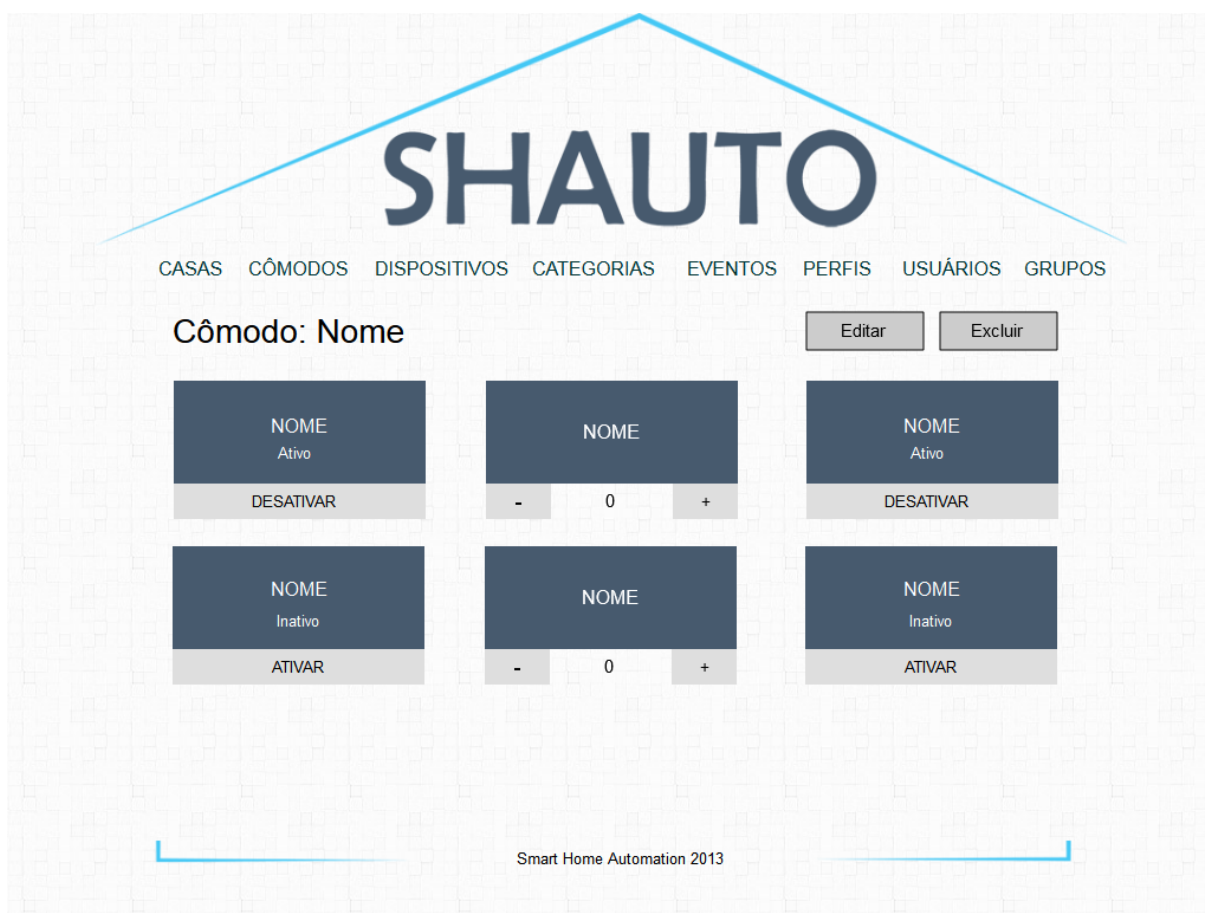 SHAUTO
CASAS CÔMODOS DISPOSITIVOS CATEGORIAS EVENTOS PERFIS USUÁRIOS GRUPOS
Cômodo: Nome Editar Excluir
NOME NOME NOME
Ativo Ativo
DESATIVAR - 0 + DESATIVAR
NOME NOME NOME
Inativo Inativo
ATIVAR - 0 + ATIVAR
Smart Home Automation 2013